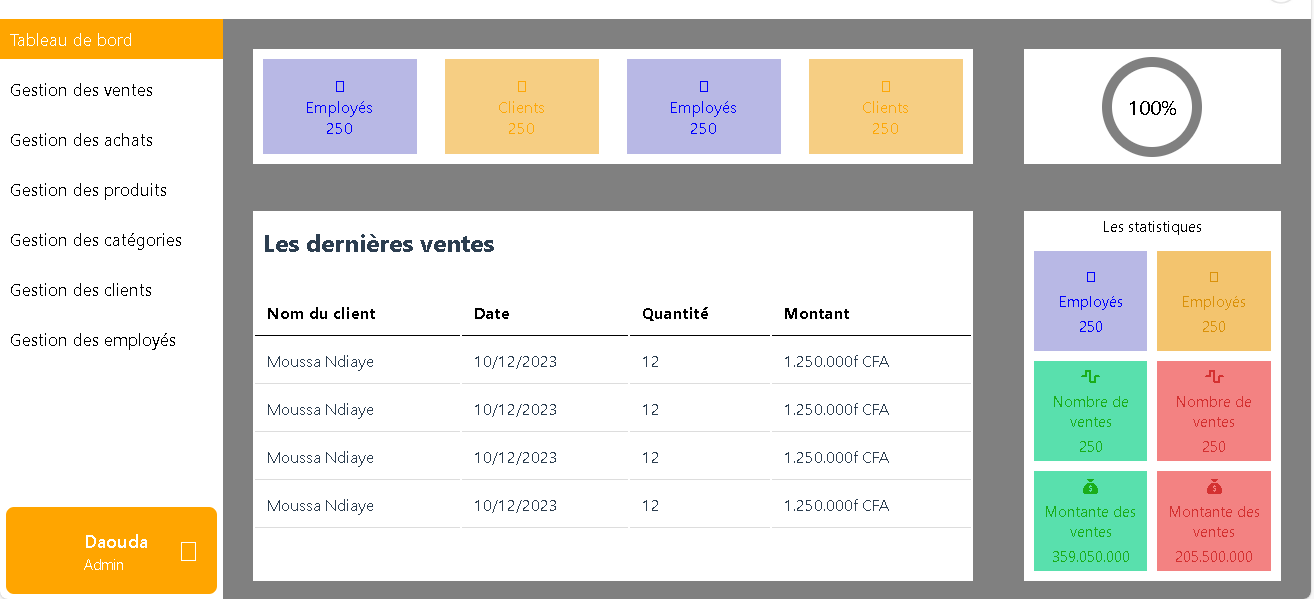 Tableau de bord
Gestion des ventes
Gestion des achats
Gestion des produits
Gestion des catégories
Gestion des clients
Gestion des employés
Daouda
Admin
Employés
250
Clients
250
Employés
250
Clients
250
100%
Les dernières ventes
Nom du client Date Quantité Montant
Moussa Ndiaye 10/12/2023 12 1.250.000f CFA
Moussa Ndiaye 10/12/2023 12 1.250.000f CFA
Moussa Ndiaye 10/12/2023 12 1.250.000f CFA
Moussa Ndiaye 10/12/2023 12 1.250.000f CFA
Les statistiques
Employés
250
Employés
250
Nombre de
ventes
250
Nombre de
ventes
250
Montante des
ventes
359.050.000
Montante des
ventes
205.500.000